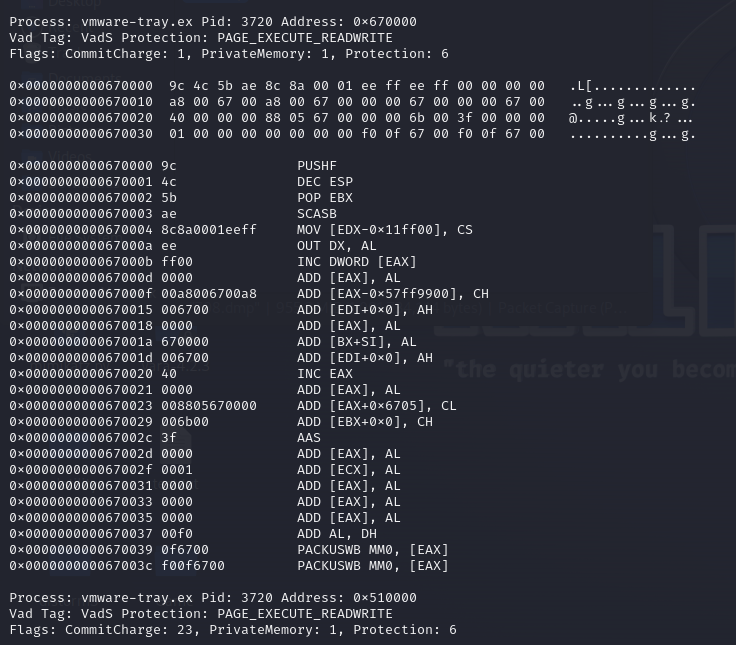 Process: vmware-tray.ex Pid: 3720 Address: 0×670000
Vad Tag: VadS Protection: PAGE_EXECUTE_READWRITE
Flags: CommitCharge: 1, PrivateMemory: 1, Protection: 6
0×0000000000670000  9c 4c 5b ae 8c 8a 00 01 ee ff ee ff 00 00 00 00   .L[.............
0×0000000000670010  a8 00 67 00 a8 00 67 00 00 00 67 00 00 00 67 00   ..g...g...g...g.
0×0000000000670020  40 00 00 00 88 05 67 00 00 00 6b 00 3f 00 00 00   @.....g...k.?...
0×0000000000670030  01 00 00 00 00 00 00 00 f0 0f 67 00 f0 0f 67 00   ..........g...g.
0×0000000000670000 9c               PUSHF
0×0000000000670001 4c               DEC ESP
0×0000000000670002 5b               POP EBX
0×0000000000670003 ae               SCASB
0×0000000000670004 8c8a0001eeff     MOV [EDX-0×11ff00], CS
0×000000000067000a ee               OUT DX, AL
0×000000000067000b ff00             INC DWORD [EAX]
0×000000000067000d 0000             ADD [EAX], AL
0×000000000067000f 00a8006700a8     ADD [EAX-0×57ff9900], CH
0×0000000000670015 006700           ADD [EDI+0×0], AH
0×0000000000670018 0000             ADD [EAX], AL
0×000000000067001a 670000           ADD [BX+SI], AL
0×000000000067001d 006700           ADD [EDI+0×0], AH
0×0000000000670020 40               INC EAX
0×0000000000670021 0000             ADD [EAX], AL
0×0000000000670023 008805670000     ADD [EAX+0×6705], CL
0×0000000000670029 006b00           ADD [EBX+0×0], CH
0×000000000067002c 3f               AAS
0×000000000067002d 0000             ADD [EAX], AL
0×000000000067002f 0001             ADD [ECX], AL
0×0000000000670031 0000             ADD [EAX], AL
0×0000000000670033 0000             ADD [EAX], AL
0×0000000000670035 0000             ADD [EAX], AL
0×0000000000670037 00f0             ADD AL, DH
0×0000000000670039 0f6700           PACKUSWB MM0, [EAX]
0×000000000067003c f00f6700         PACKUSWB MM0, [EAX]
"the quieter you becom
Process: vmware-tray.ex Pid: 3720 Address: 0×510000
Vad Tag: VadS Protection: PAGE_EXECUTE_READWRITE
Flags: CommitCharge: 23, PrivateMemory: 1, Protection: 6